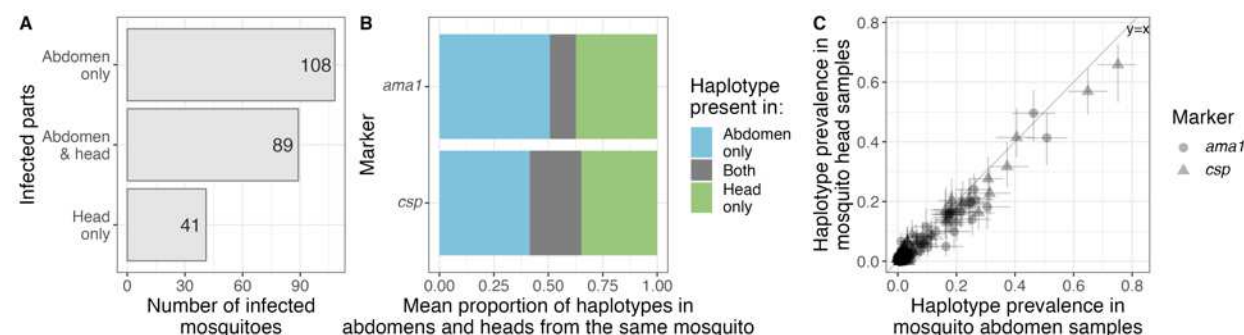 A
Infected parts
Abdomen
only
108
Abdomen
& head
89
Head
only
41
0
30
60
90
Number of infected
mosquitoes
B
Marker
ama1
csp
0.00
0.25
0.50
0.75
1.00
Mean proportion of haplotypes in
abdomens and heads from the same mosquito
Haplotype
present in:
Abdomen
only
Both
Head
only
C
Haplotype prevalence in
mosquito head samples
0.8
0.6
0.4
0.2
0.0
y=x
0.0
0.2
0.4
0.6
0.8
Haplotype prevalence in
mosquito abdomen samples
Marker
ama1
csp